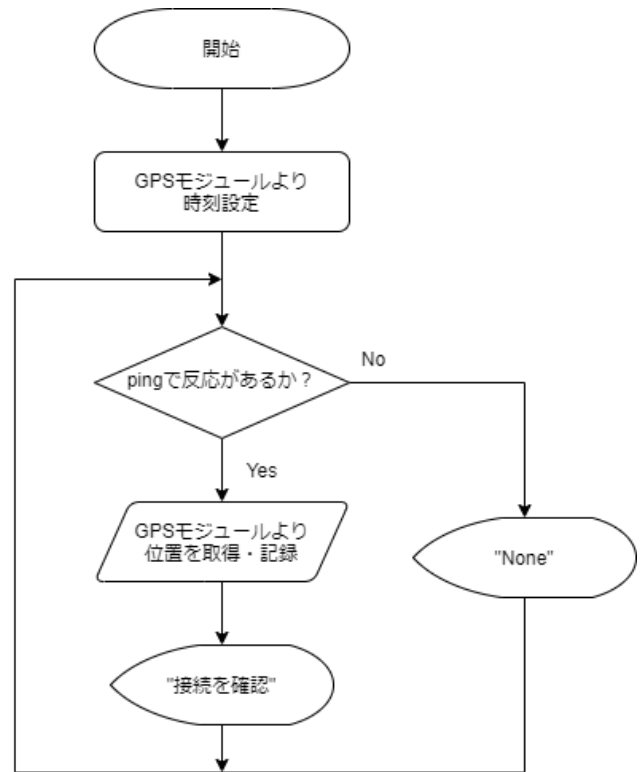 開始
GPSモジュールより
時刻設定
pingで反応があるか？
No
Yes
GPSモジュールより
位置を取得・記録
"None"
"接続を確認"